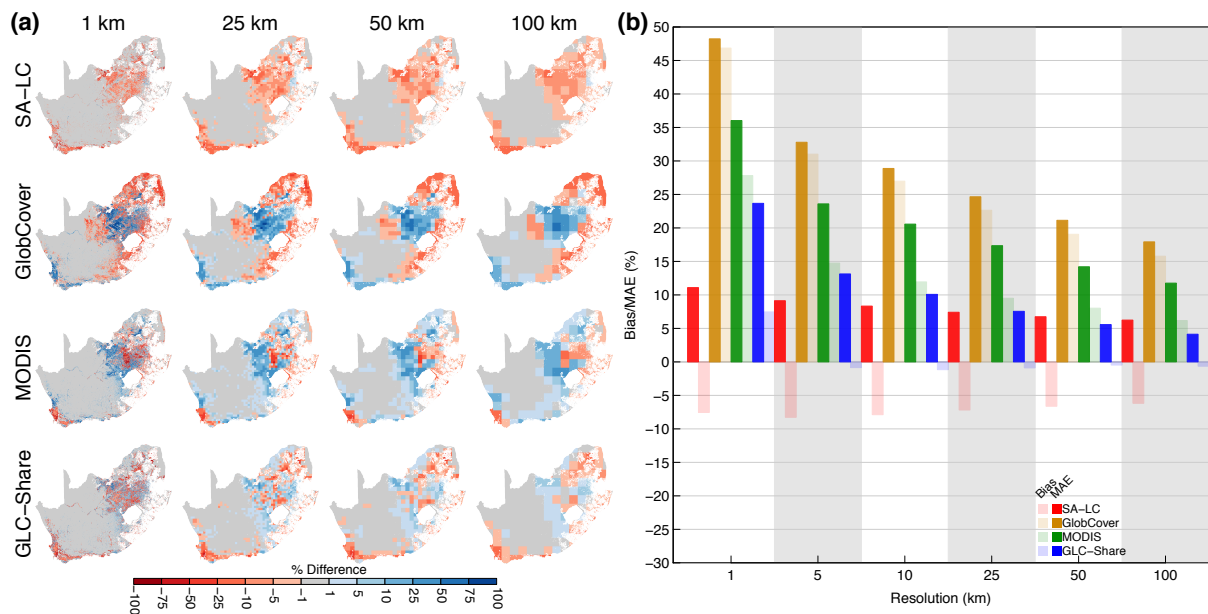 (a)
1 km
25 km
50 km
100 km
SA−LC
GlobCover
MODIS
GLC−Share
% Difference
−100
−75
−50
−25
−10
−5
−1
1
5
10
25
50
75
100
(b)
50
45
40
35
30
25
20
15
10
5
0
−5
−10
−15
−20
−25
−30
Bias/MAE (%)
Bias
MAE
SA−LC
GlobCover
MODIS
GLC−Share
1
5
10
25
50
100
Resolution (km)